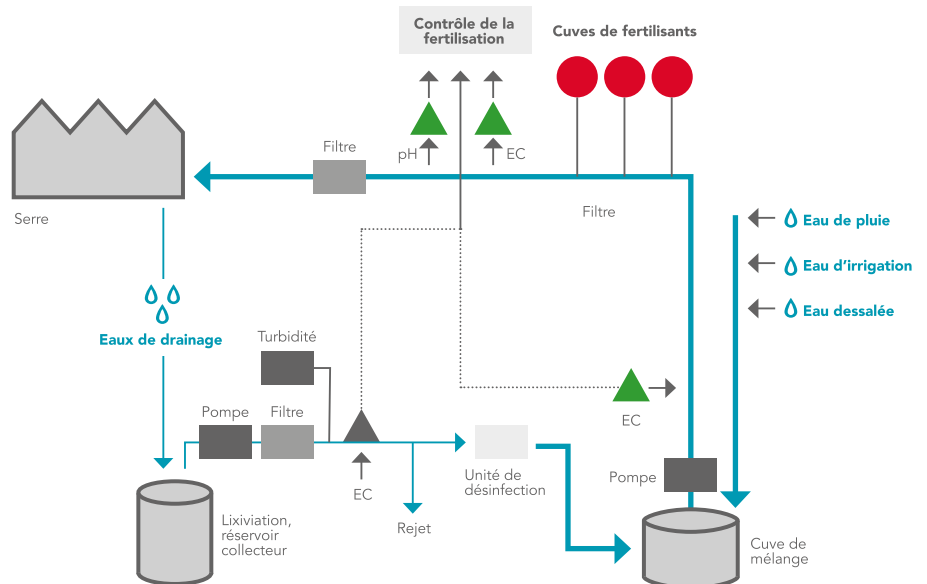 Contrôle de la
fertilisation
Cuves de fertilisants
Filtre
pH
EC
Serre
Filtre
Eau de pluie
Eau d'irrigation
Eau dessalée
Eaux de drainage
Turbidité
Pompe
Filtre
EC
EC
Rejet
Unité de
désinfection
Pompe
Lixiviation,
réservoir
collecteur
Cuve de
mélange